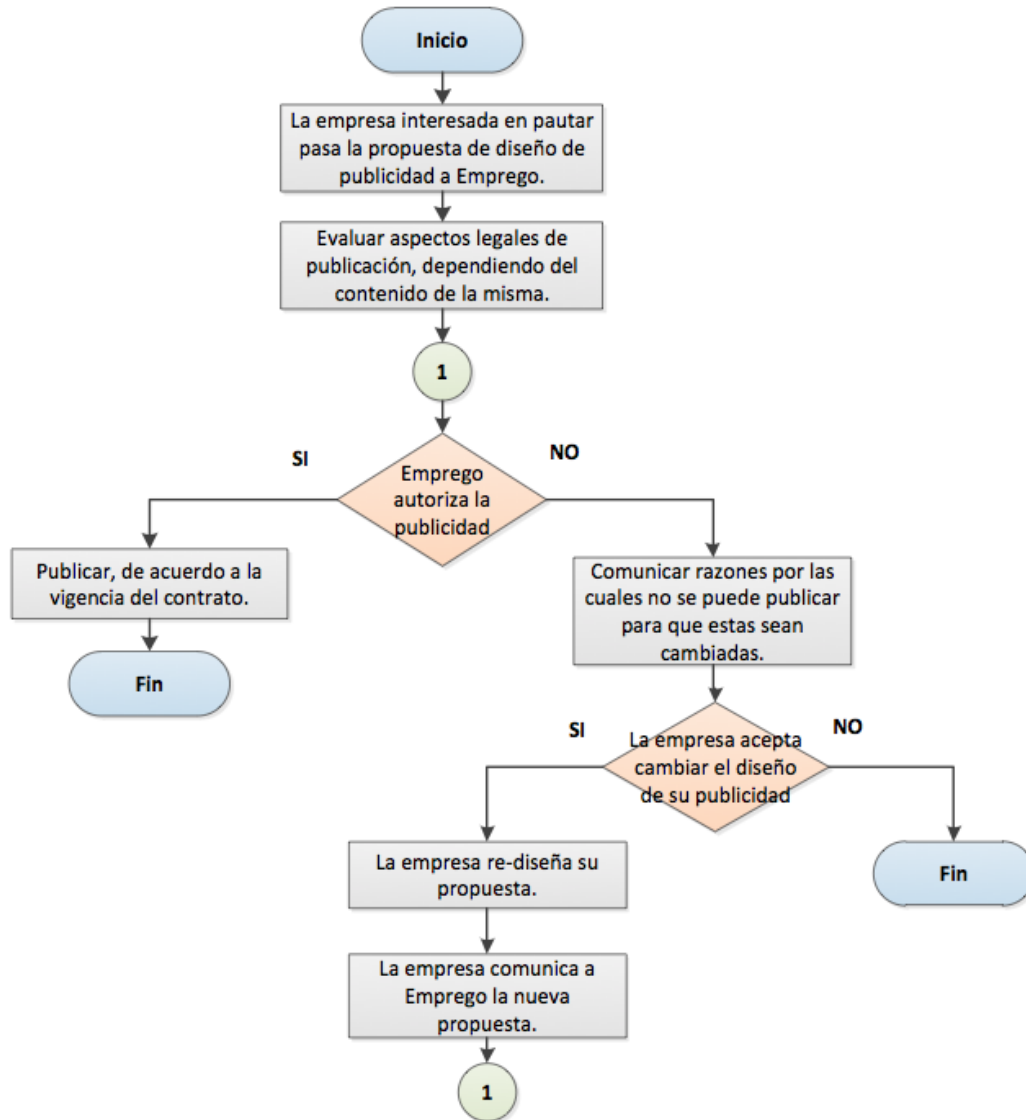 Inicio
La empresa interesada en pautar
pasa la propuesta de diseño de
publicidad a Emprego.
Evaluar aspectos legales de
publicación, dependiendo del
contenido de la misma.
1
SI
NO
Emprego
autoriza la
publicidad
Publicar, de acuerdo a la
vigencia del contrato.
Fin
Comunicar razones por las
cuales no se puede publicar
para que estas sean
cambiadas.
SI
NO
La empresa acepta
cambiar el diseño
de su publicidad
La empresa re-diseña su
propuesta.
Fin
La empresa comunica a
Emprego la nueva
propuesta.
1